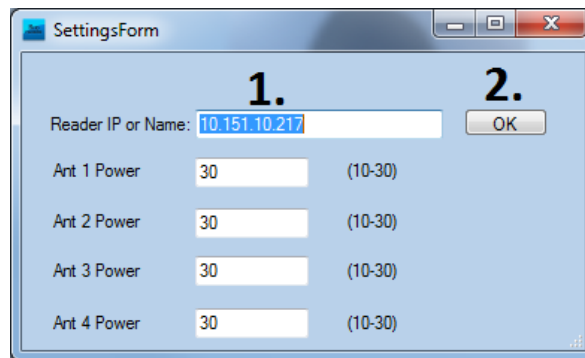 SettingsForm
1. 2.
Reader IP or Name: 10.151.10.217 OK
Ant 1 Power 30 (10-30)
Ant 2 Power 30 (10-30)
Ant 3 Power 30 (10-30)
Ant 4 Power 30 (10-30)